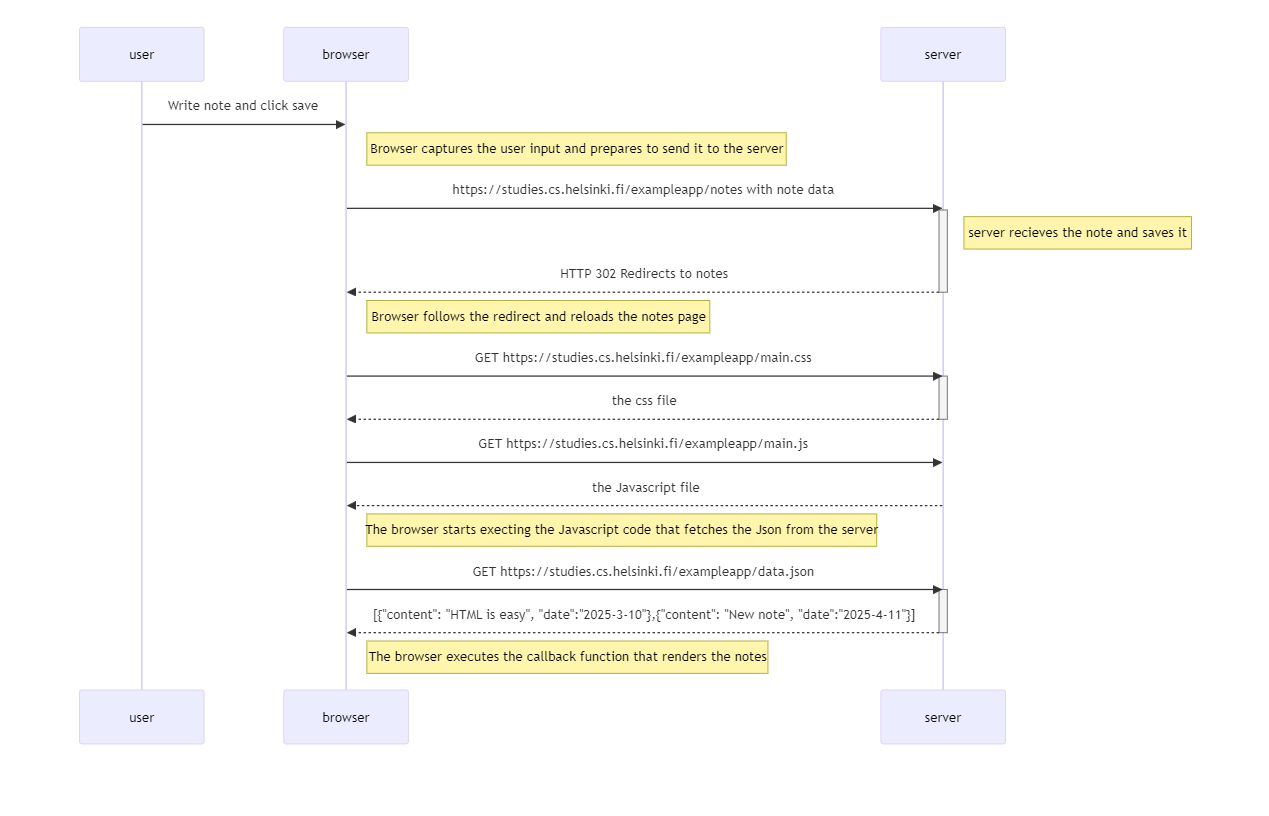 user
browser
server
Write note and click save
Browser captures the user input and prepares to send it to the server
https://studies.cs.helsinki.fi/exampleapp/notes with note data
server recieves the note and saves it
HTTP 302 Redirects to notes
Browser follows the redirect and reloads the notes page
GET https://studies.cs.helsinki.fi/exampleapp/main.css
the css file
GET https://studies.cs.helsinki.fi/exampleapp/main.js
the Javascript file
The browser starts execting the Javascript code that fetches the Json from the server
GET https://studies.cs.helsinki.fi/exampleapp/data.json
[{"content": "HTML is easy", "date":"2025-3-10"},{"content": "New note", "date":"2025-4-11"}]
The browser executes the callback function that renders the notes
user
browser
server